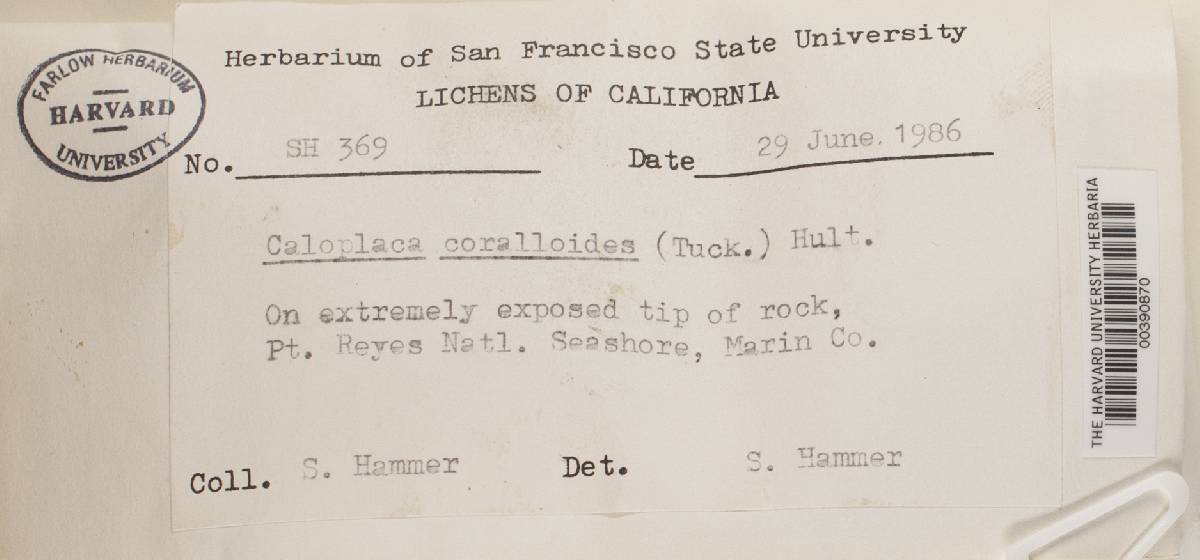 Herbarium of San Francisco State University
LICHENS OF CALIFORNIA
FARLOW HERBARIUM
HARVARD
UNIVERSITY
No. SH 369 Date 29 June. 1986
Caloplaca coralloides (Tuck.) Hult.
On extremely exposed tip of rock,
Pt. Reyes Natl. Seashore, Marin Co.
Coll. S. Hammer Det. S. Hammer
THE HARVARD UNIVERSITY HERBARIA
00390870